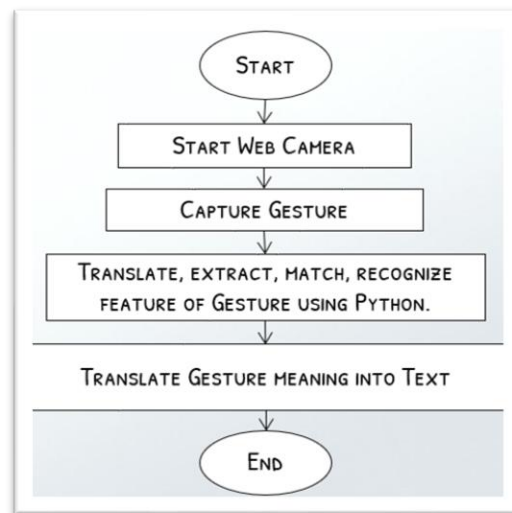 START
START WEB CAMERA
CAPTURE GESTURE
TRANSLATE, EXTRACT, MATCH, RECOGNIZE
FEATURE OF GESTURE USING PYTHON.
TRANSLATE GESTURE MEANING INTO TEXT
END